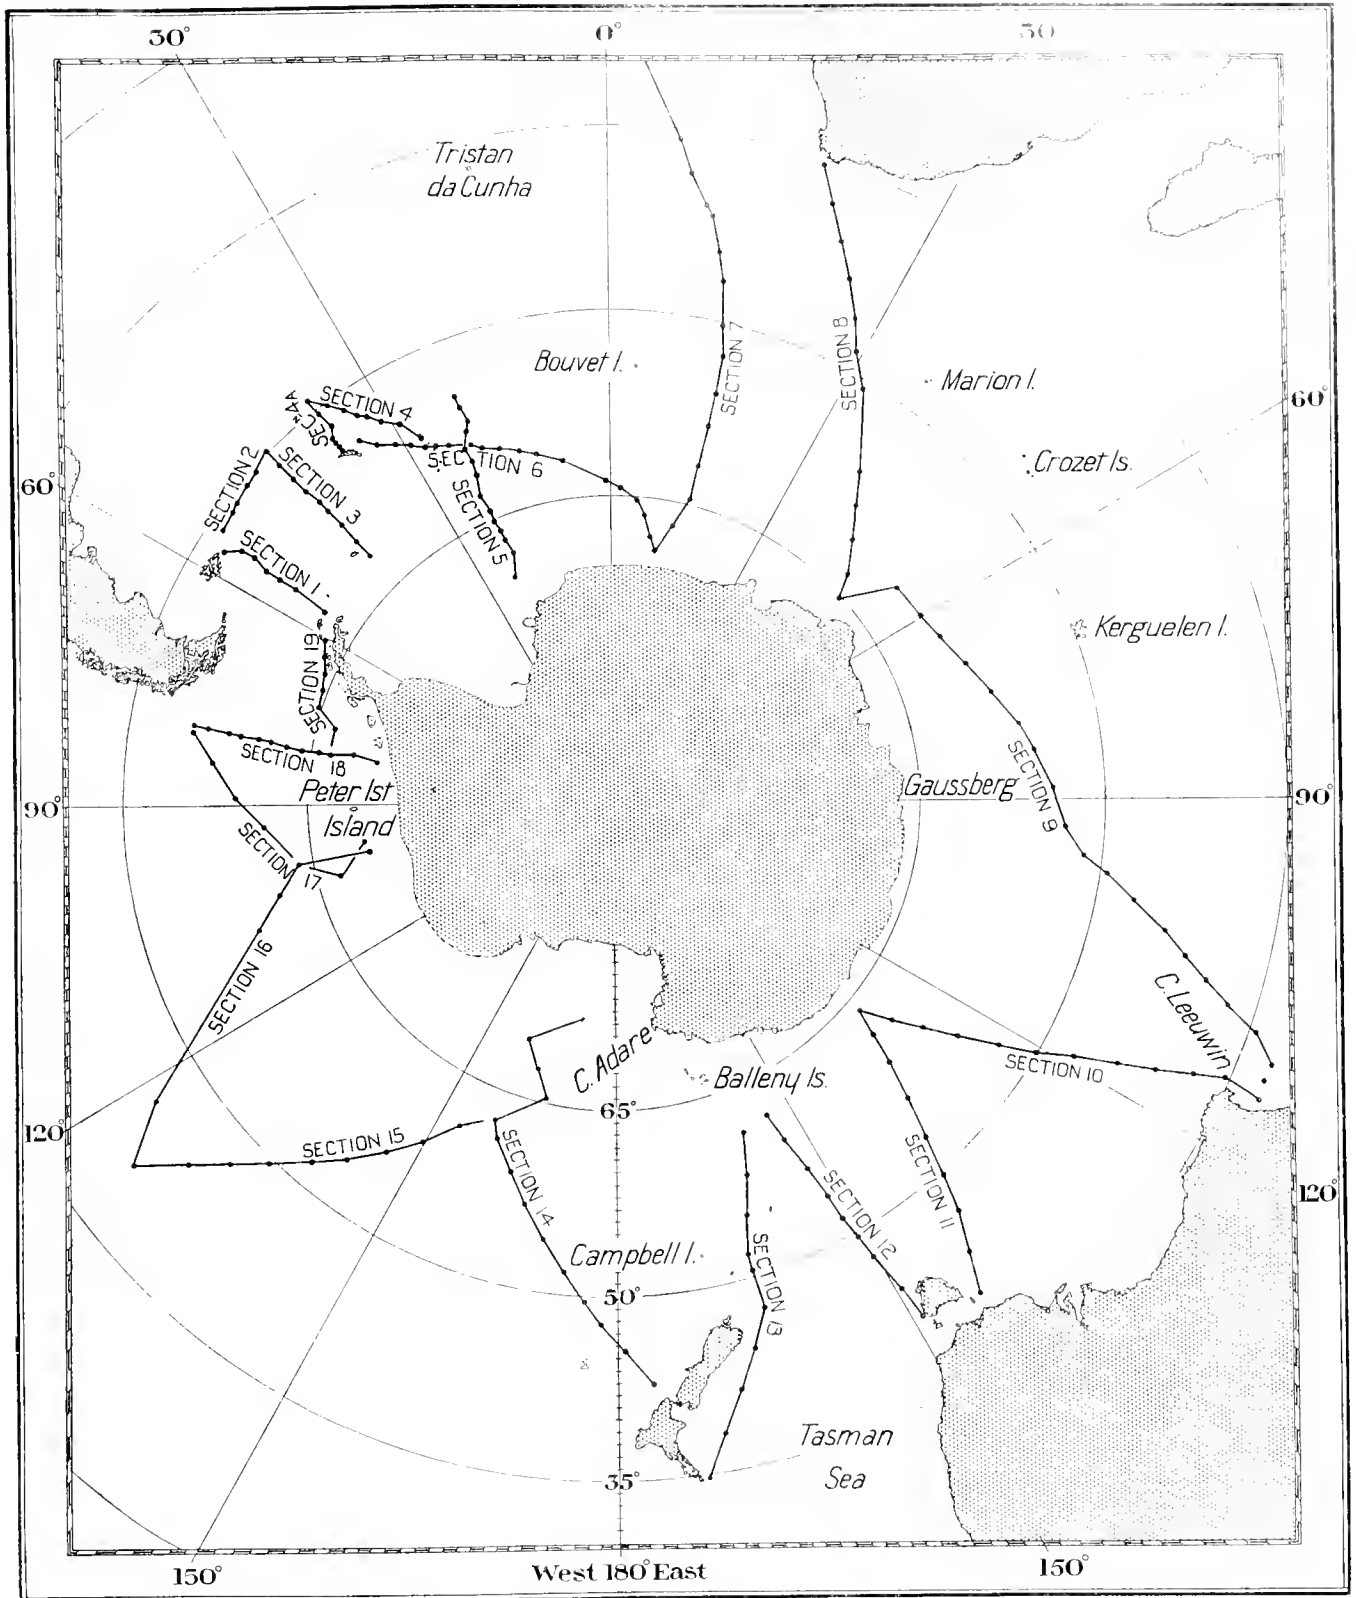 30°
0°
30
Tristan
da Cunha
Bouvet I.
SECTION 7
SECTION 8
Marion I.
60°
SECTION 4
SEC. 4A
SECTION 6
Crozet Is.
SECTION 2
SECTION 3
60°
SECTION 5
SECTION 1
Kerguelen I.
SECTION 19
SECTION 18
Peter Ist
Island
Gaussberg
SECTION 9
90°
90°
SECTION 17
SECTION 16
C. Leeuwin
C. Adare
Balleny Is.
SECTION 10
65°
120°
SECTION 15
SECTION 14
SECTION 11
SECTION 12
120°
Campbell I.
SECTION 13
50°
Tasman
Sea
35°
150°
West 180° East
150°